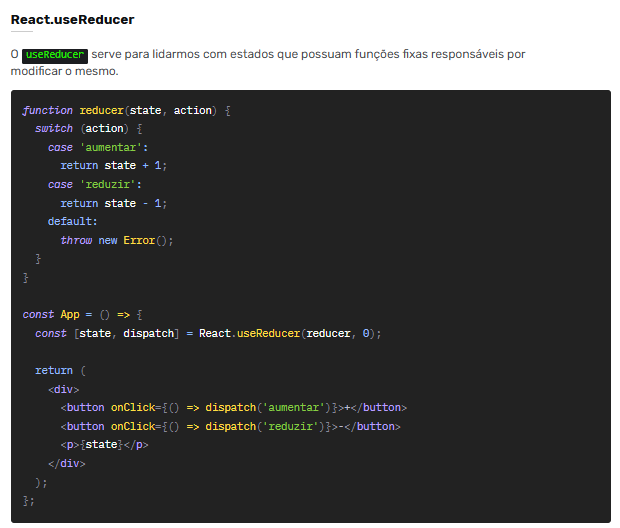 React.useReducer
O useReducer serve para lidarmos com estados que possuam funções fixas responsáveis por
modificar o mesmo.
function reducer(state, action) {
  switch (action) {
    case 'aumentar':
      return state + 1;
    case 'reduzir':
      return state - 1;
    default:
      throw new Error();
  }
}
const App = () => {
  const [state, dispatch] = React.useReducer(reducer, 0);
  return (
    <div>
      <button onClick={() => dispatch('aumentar')}>+</button>
      <button onClick={() => dispatch('reduzir')}>-</button>
      <p>{state}</p>
    </div>
  );
};